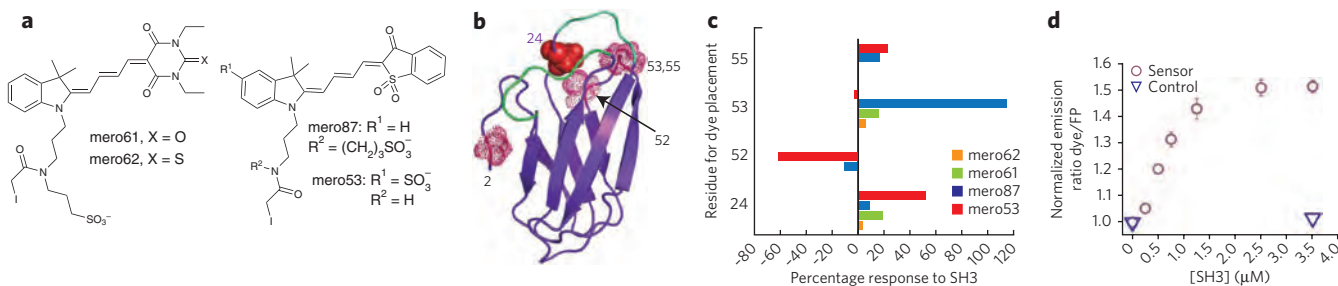 a
O
N
O
N
X
O
N
mero61, X = O
mero62, X = S
O
N
I
SO3−
R1
N
O
S
O O
mero87: R1 = H
R2 = (CH2)3SO3−
mero53: R1 = SO3−
R2 = H
R2
N
O
I
b
24
53,55
52
2
c
Residue for dye placement
55
53
52
24
mero62
mero61
mero87
mero53
−80
−60
−40
−20
0
20
40
60
80
100
120
Percentage response to SH3
d
Normalized emission
ratio dye/FP
1.6
1.5
1.4
1.3
1.2
1.1
1.0
Sensor
Control
0
0.5
1.0
1.5
2.0
2.5
3.0
3.5
4.0
[SH3] (μM)